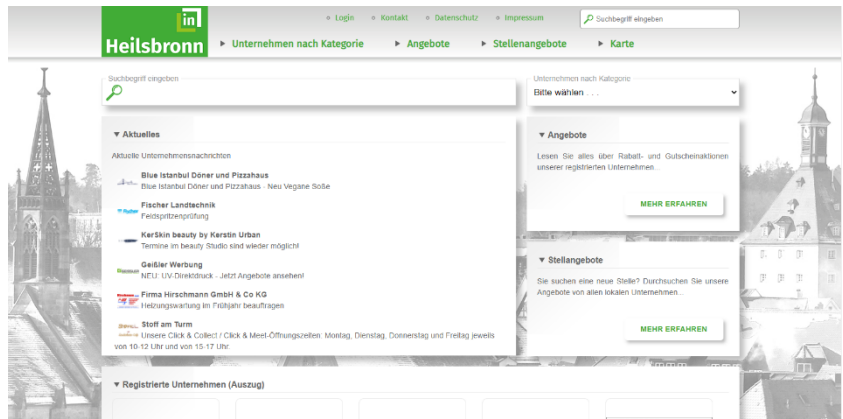 in
Heilsbronn
Login
Kontakt
Datenschutz
Impressum
Suchbegriff eingeben
Unternehmen nach Kategorie
Angebote
Stellenangebote
Karte
Suchbegriff eingeben
Unternehmen nach Kategorie
Bitte wählen . . .
Aktuelles
Aktuelle Unternehmensnachrichten
Blue Istanbul Döner und Pizzahaus
Blue Istanbul Döner und Pizzahaus - Neu Vegane Soße
Fischer Landtechnik
Feldspritzenprüfung
KerSkin beauty by Kerstin Urban
Termine im beauty Studio sind wieder möglich!
Geißler Werbung
NEU: UV-Direktdruck - Jetzt Angebote ansehen!
Firma Hirschmann GmbH & Co KG
Heizungswartung im Frühjahr beauftragen
Stoff am Turm
Unsere Click & Collect / Click & Meet-Öffnungszeiten: Montag, Dienstag, Donnerstag und Freitag jeweils
von 10-12 Uhr und von 15-17 Uhr.
Angebote
Lesen Sie alles über Rabatt- und Gutscheinaktionen
unserer registrierten Unternehmen...
MEHR ERFAHREN
Stellangebote
Sie suchen eine neue Stelle? Durchsuchen Sie unsere
Angebote von allen lokalen Unternehmen...
MEHR ERFAHREN
Registrierte Unternehmen (Auszug)